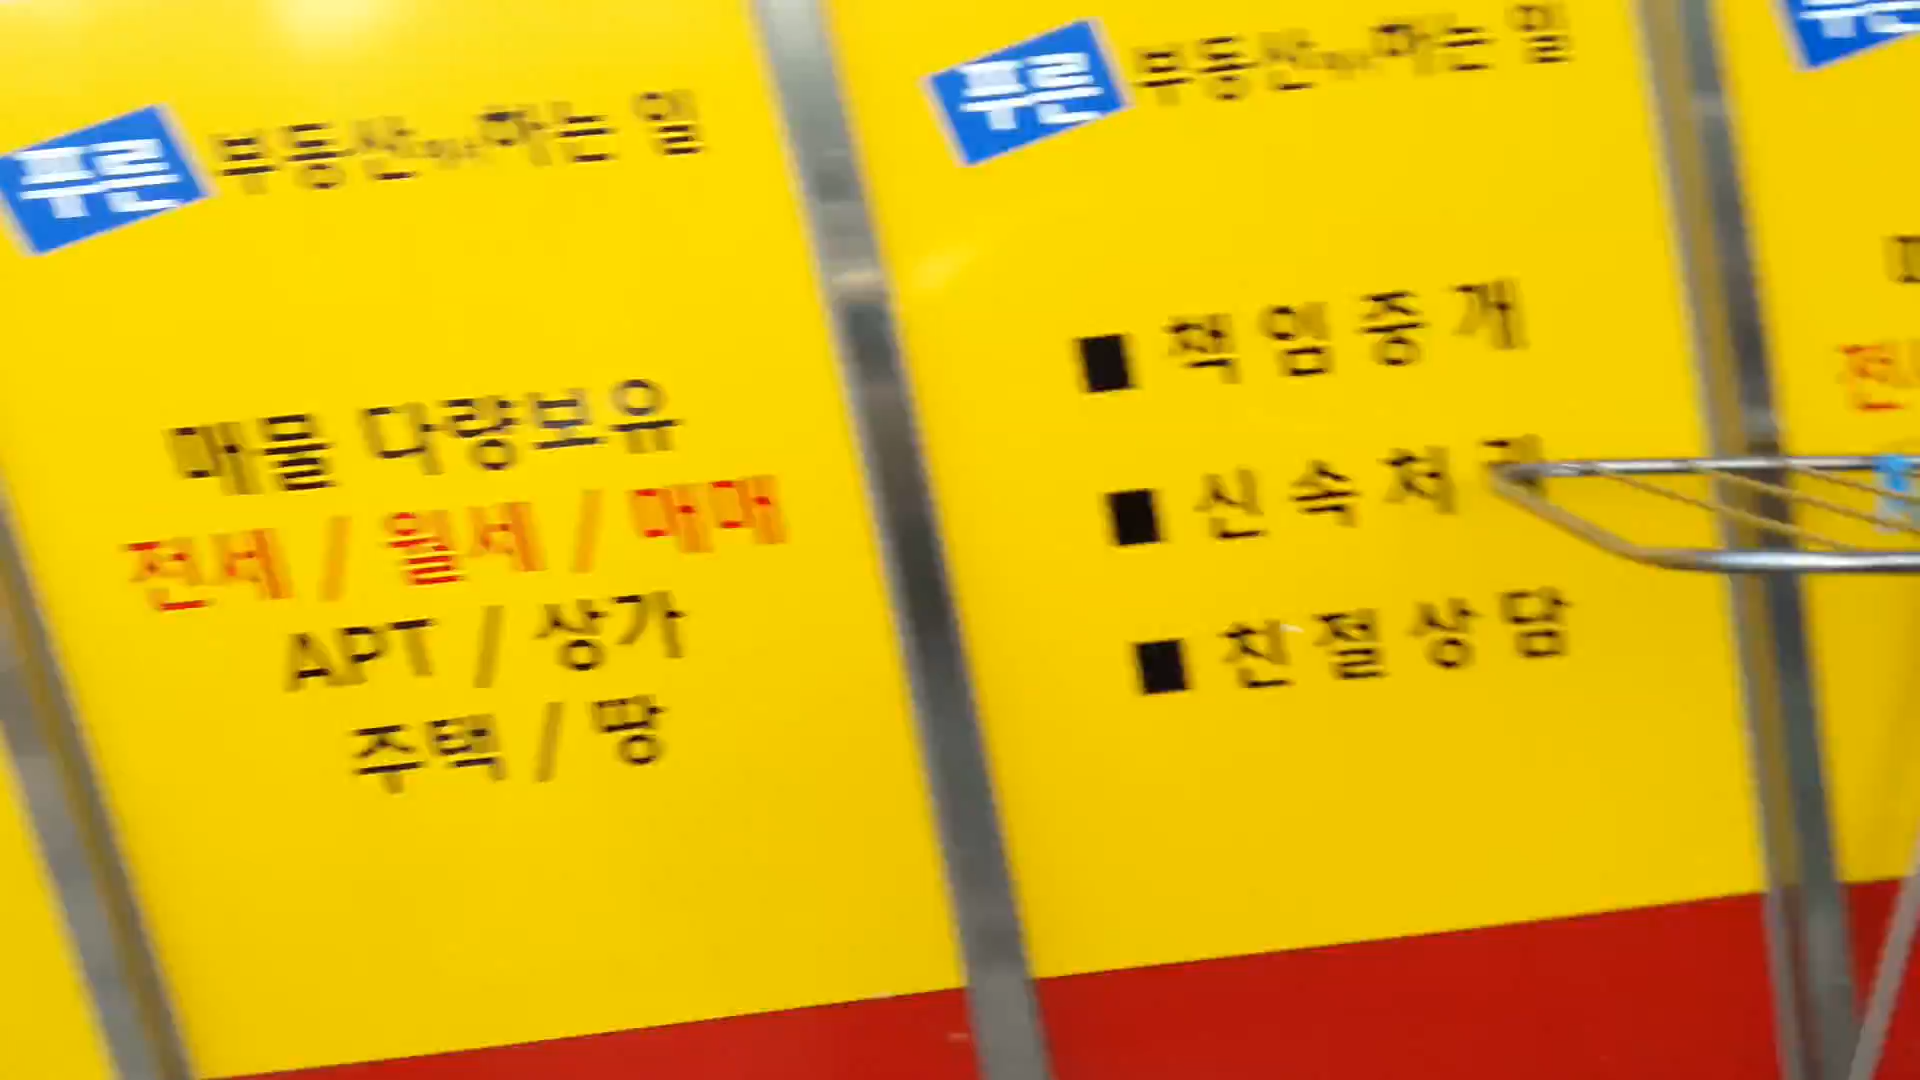 푸른 부동산에서 하는 일
매물 다량보유
전세 / 월세 / 매매
APT / 상가
주택 / 땅
푸른 부동산에서 하는 일
■ 책임중개
■ 신속처리
■ 친절상담
푸른